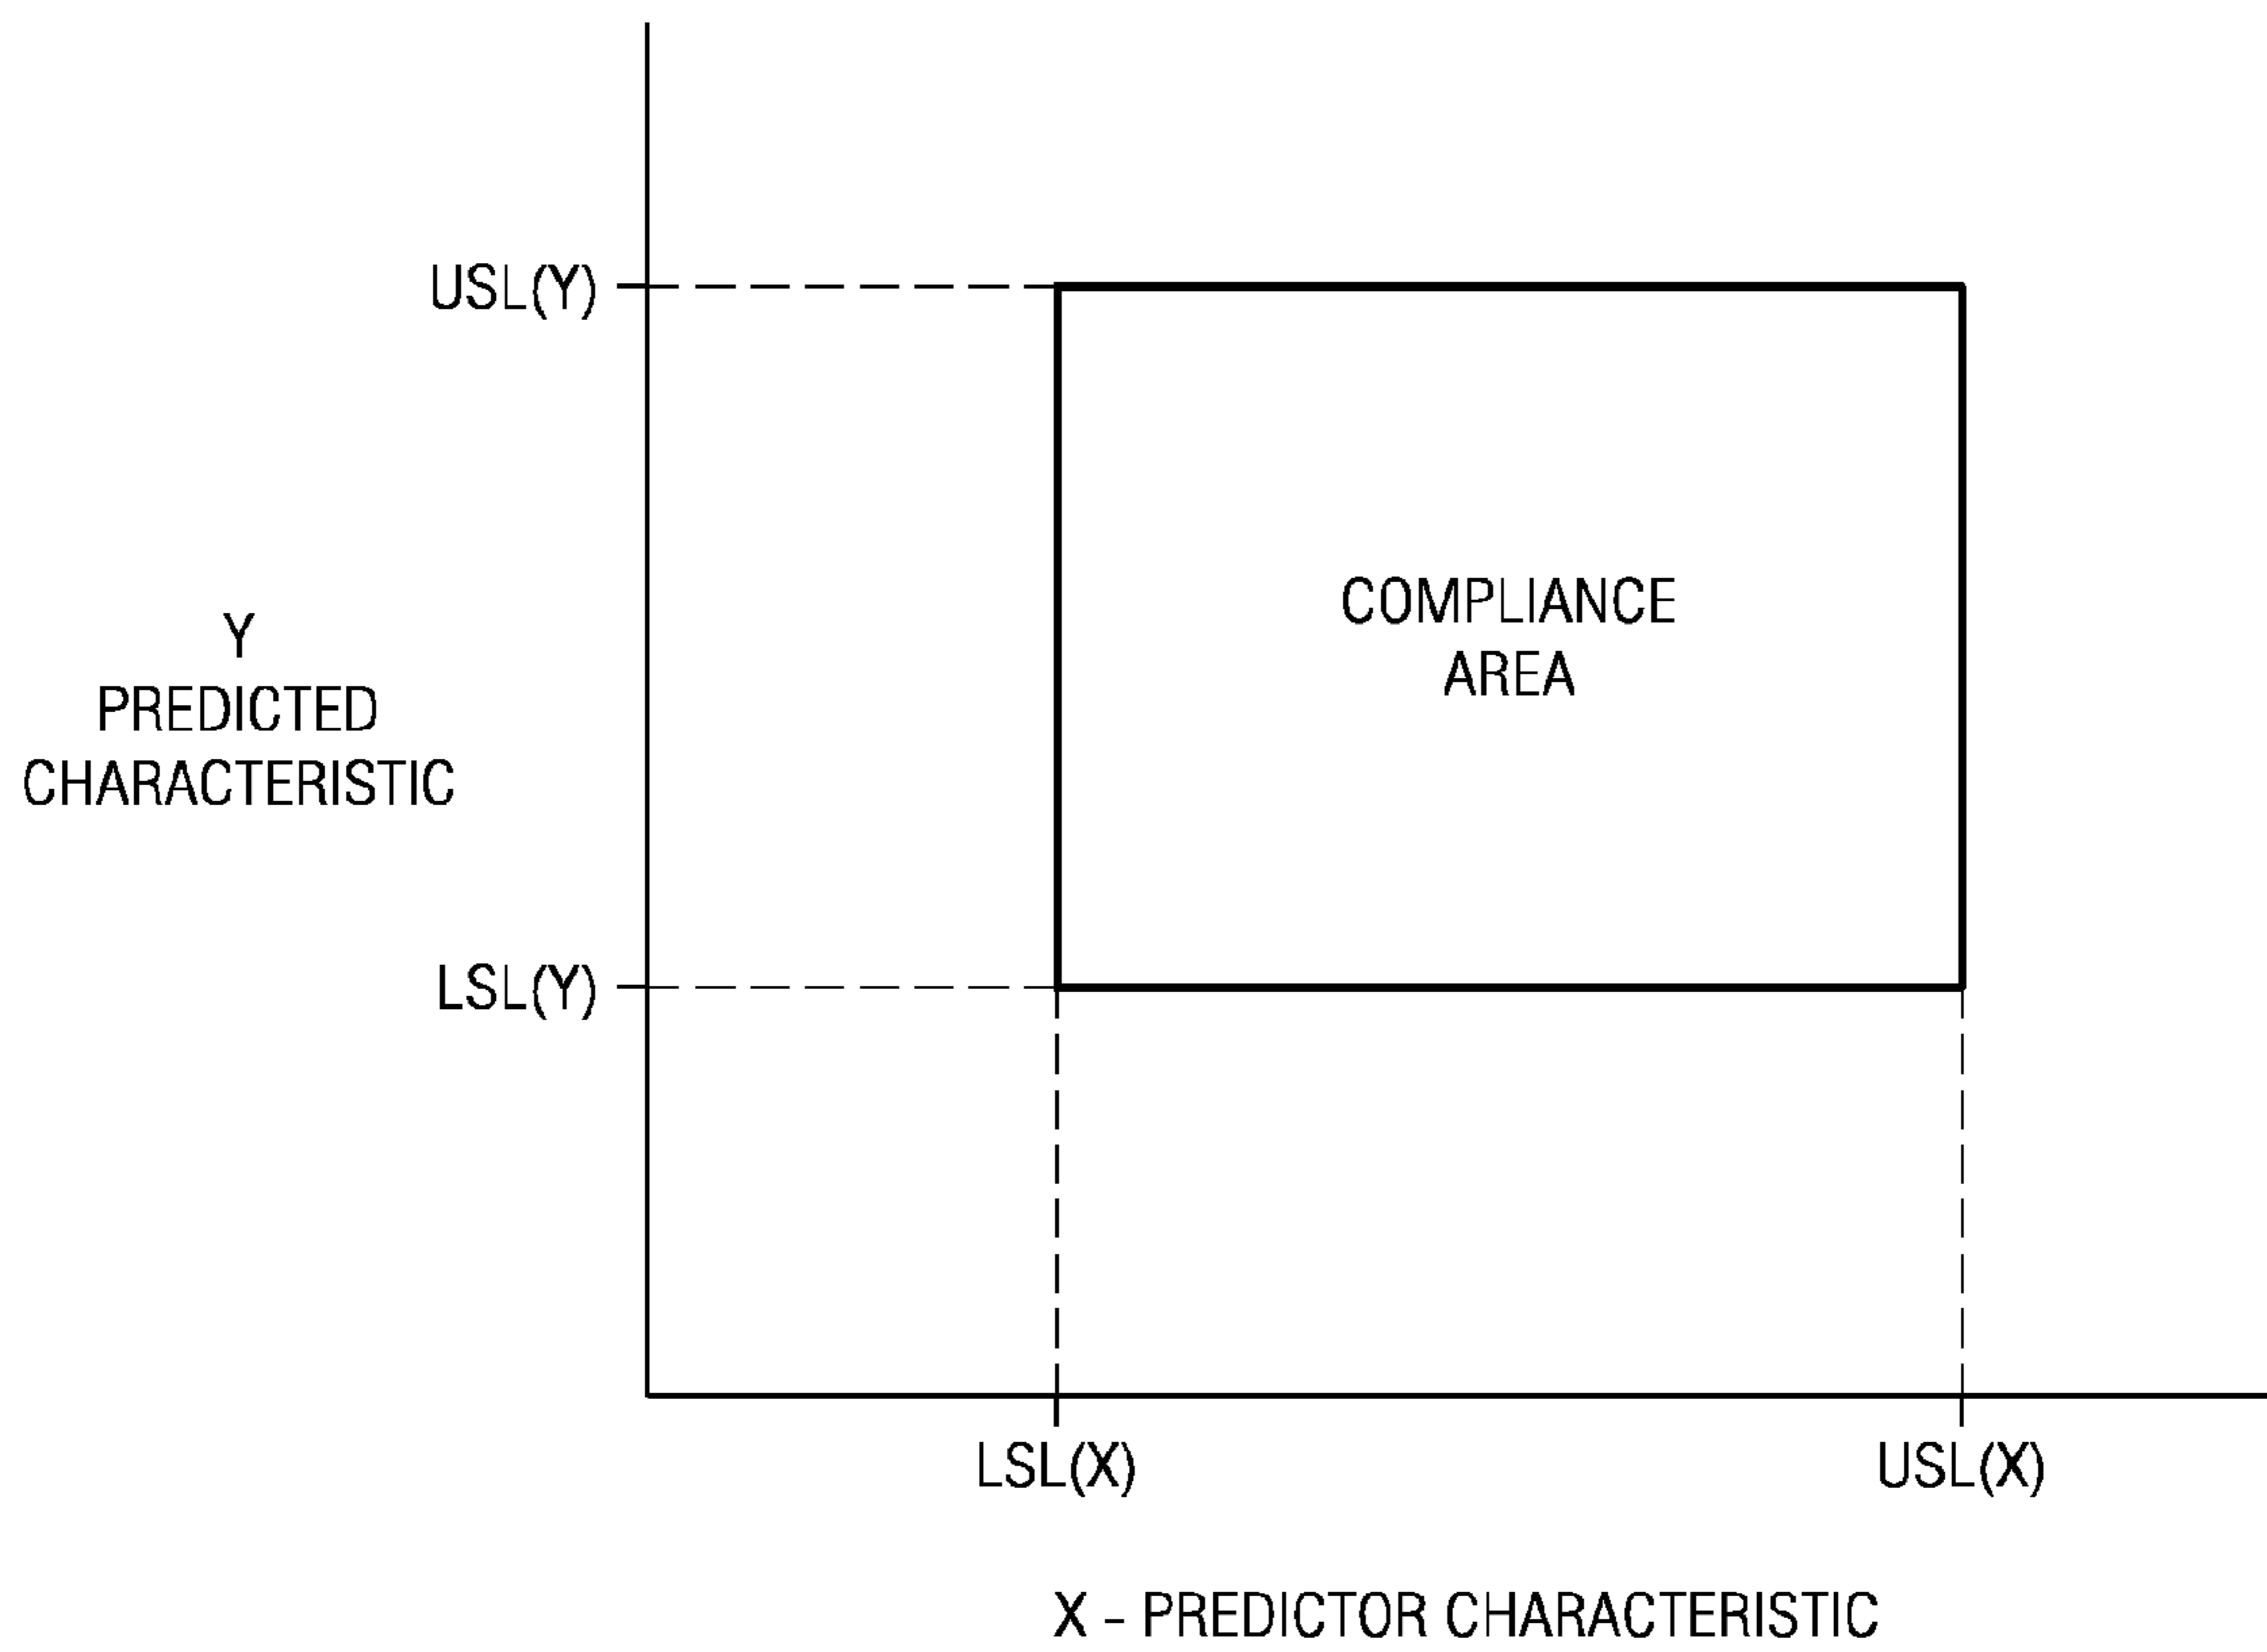 USL(Y)
COMPLIANCE
AREA
Y
PREDICTED
CHARACTERISTIC
LSL(Y)
LSL(X)
USL(X)
X - PREDICTOR CHARACTERISTIC